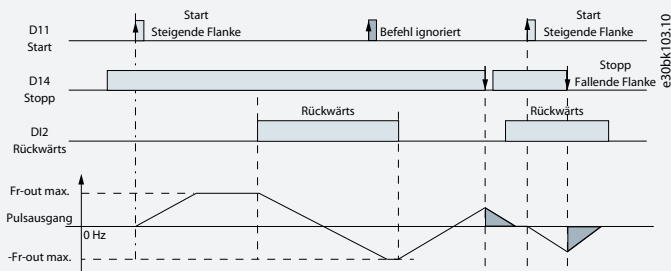 D11
Start
Start
Steigende Flanke
Befehl ignoriert
Start
Steigende Flanke
D14
Stopp
Stopp
Fallende Flanke
DI2
Rückwärts
Rückwärts
Rückwärts
Fr-out max.
Pulsausgang
0 Hz
-Fr-out max.
e30bk103.10